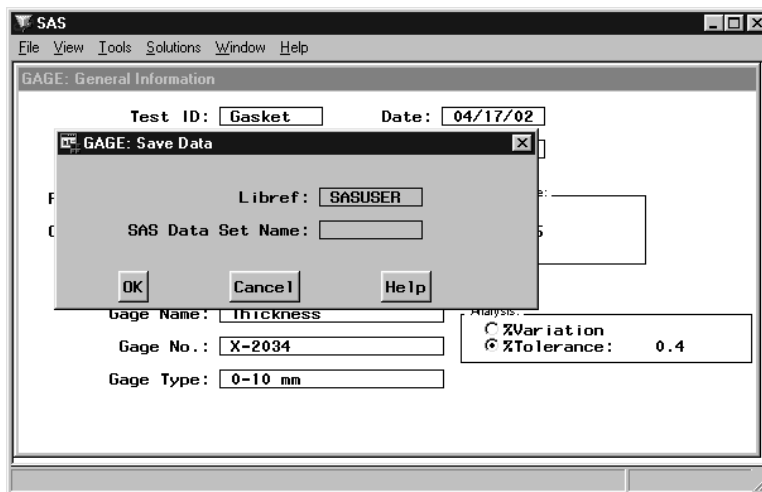 SAS
File View Tools Solutions Window Help
GAGE: General Information
Test ID: Gasket Date: 04/17/02
GAGE: Save Data
Libref: SASUSER
SAS Data Set Name:
OK Cancel Help
Gage Name: Thickness
Analysis:
%Variation
Gage No.: X-2034
%Tolerance: 0.4
Gage Type: 0-10 mm